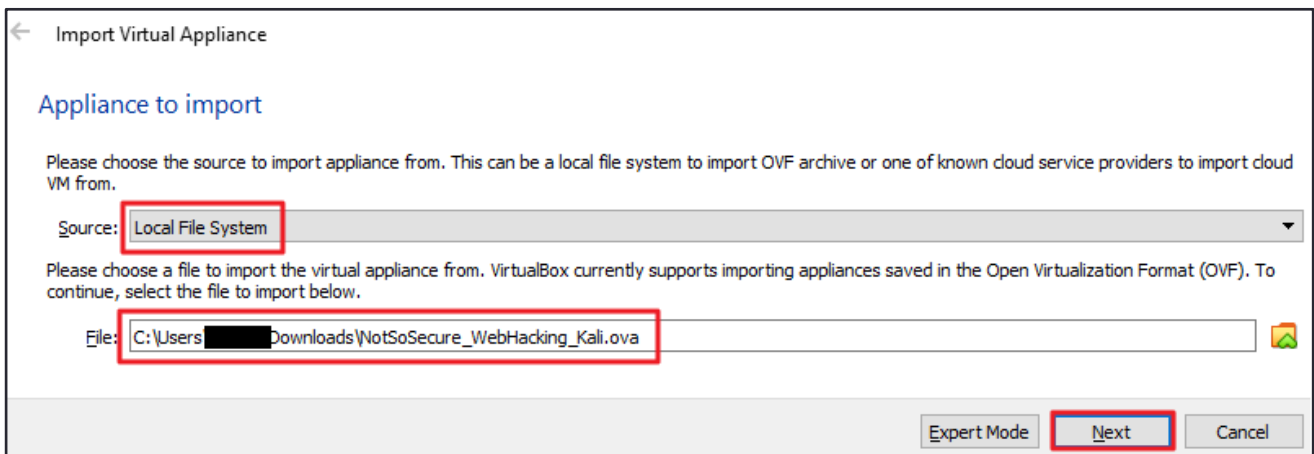 Import Virtual Appliance
Appliance to import
Please choose the source to import appliance from. This can be a local file system to import OVF archive or one of known cloud service providers to import cloud
VM from.
Source: Local File System
Please choose a file to import the virtual appliance from. VirtualBox currently supports importing appliances saved in the Open Virtualization Format (OVF). To
continue, select the file to import below.
File: C:\Users\ Downloads\NotSoSecure_WebHacking_Kali.ova
Expert Mode Next Cancel